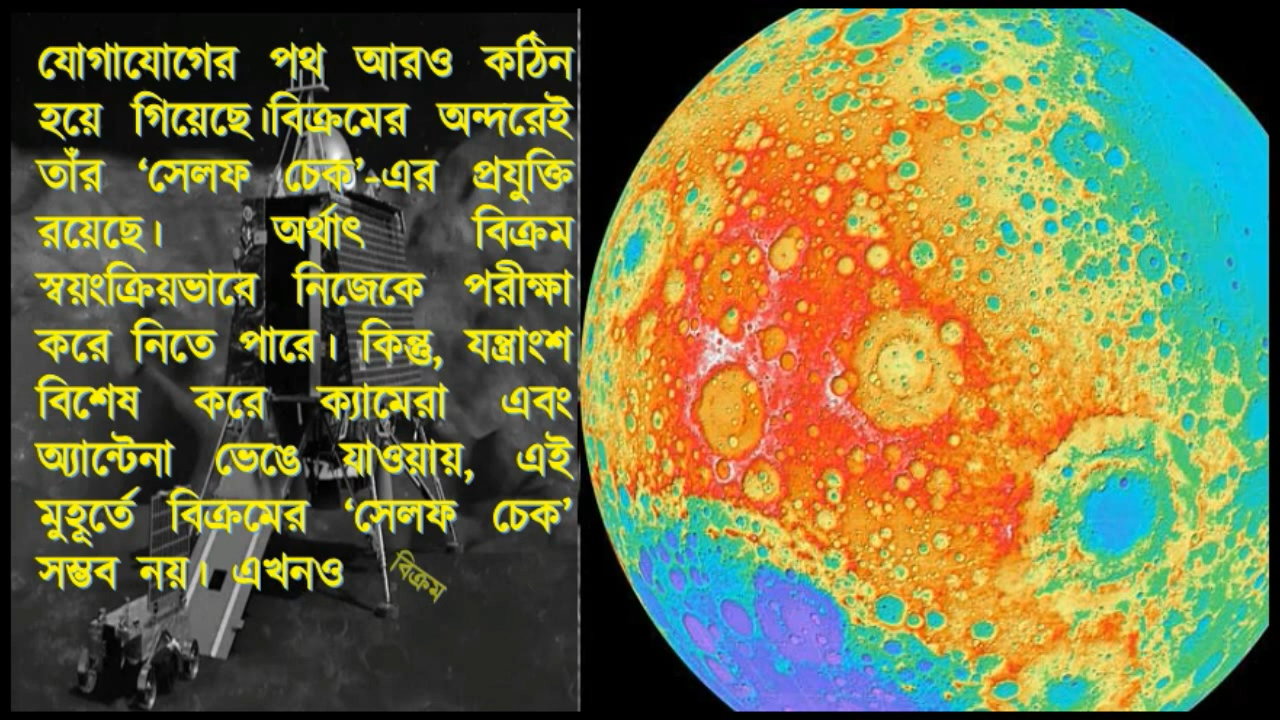 যোগাযোগের পথ আরও কঠিন
হয়ে গিয়েছে।বিক্রমের অন্দরেই
তাঁর ‘সেলফ চেক’-এর প্রযুক্তি
রয়েছে। অর্থাৎ বিক্রম
স্বয়ংক্রিয়ভাবে নিজেকে পরীক্ষা
করে নিতে পারে। কিন্তু, যন্ত্রাংশ
বিশেষ করে ক্যামেরা এবং
অ্যান্টেনা ভেঙে যাওয়ায়, এই
মুহূর্তে বিক্রমের ‘সেলফ চেক’
সম্ভব নয়। এখনও
বিক্রম